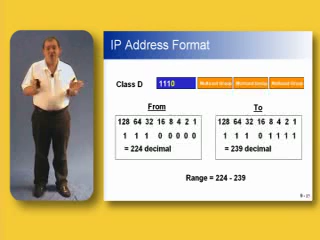 IP Address Format
Class D
1110
Multicast Group
Multicast Group
Multicast Group
From
128 64 32 16 8 4 2 1
1 1 1 0 0 0 0 0
= 224 decimal
To
128 64 32 16 8 4 2 1
1 1 1 0 1 1 1 1
= 239 decimal
Range = 224 - 239